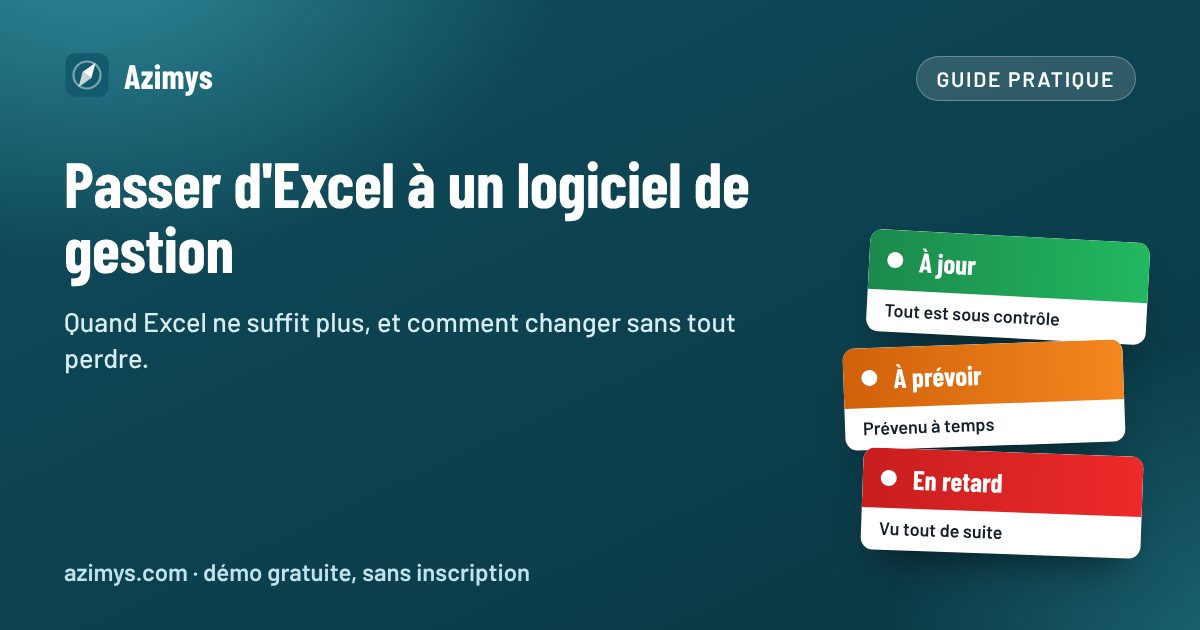 Azimys
GUIDE PRATIQUE
Passer d'Excel à un logiciel de
gestion
Quand Excel ne suffit plus, et comment changer sans tout
perdre.
À jour
Tout est sous contrôle
À prévoir
Prévenu à temps
En retard
Vu tout de suite
azimys.com · démo gratuite, sans inscription